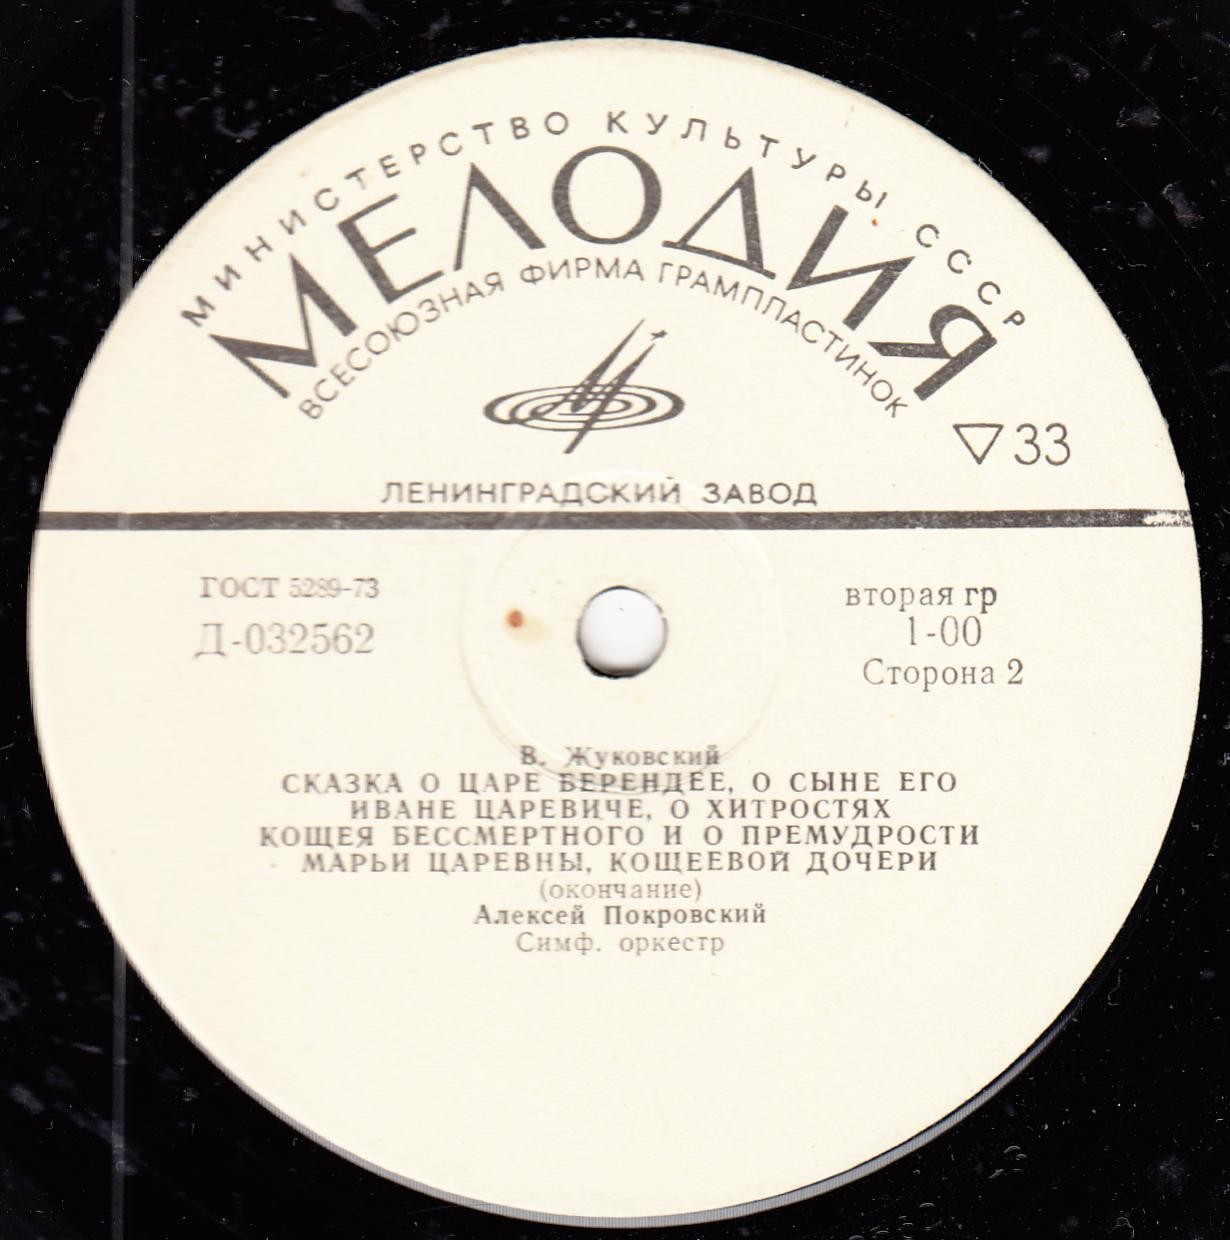 МИНИСТЕРСТВО КУЛЬТУРЫ СССР
МЕЛОДИЯ
ВСЕСОЮЗНАЯ ФИРМА ГРАМПЛАСТИНОК
▽33
ЛЕНИНГРАДСКИЙ ЗАВОД
ГОСТ 5289-73
Д-032562
вторая гр
1-00
Сторона 2
В. Жуковский
СКАЗКА О ЦАРЕ БЕРЕНДЕЕ, О СЫНЕ ЕГО
ИВАНЕ ЦАРЕВИЧЕ, О ХИТРОСТЯХ
КОЩЕЯ БЕССМЕРТНОГО И О ПРЕМУДРОСТИ
МАРЬИ ЦАРЕВНЫ, КОЩЕЕВОЙ ДОЧЕРИ
(окончание)
Алексей Покровский
Симф. оркестр